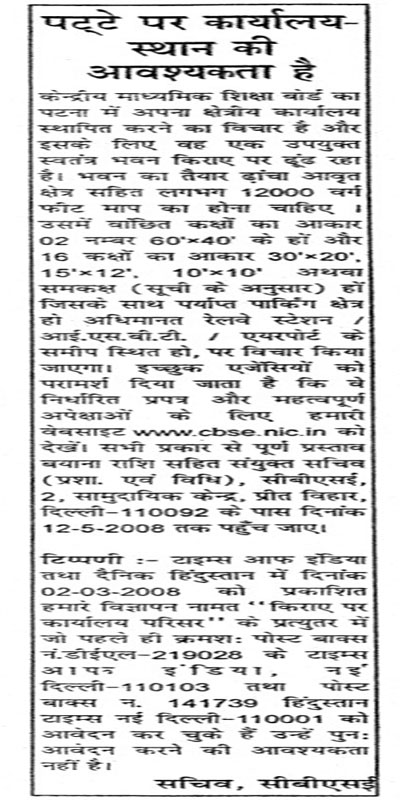 पट्टे पर कार्यालय-
स्थान की
आवश्यकता है
केन्द्रीय माध्यमिक शिक्षा बोर्ड का
पटना में अपना क्षेत्रीय कार्यालय
स्थापित करने का विचार है और
इसके लिए वह एक उपयुक्त
स्वतंत्र भवन किराए पर ढूंढ रहा
है। भवन का तैयार ढ़ांचा आवृत
क्षेत्र सहित लगभग 12000 वर्ग
फीट माप का होना चाहिए ।
उसमें वांछित कक्षों का आकार
02 नम्बर 60'×40' के हों और
16 कक्षों का आकार 30'×20',
15'×12', 10'×10' अथवा
समकक्ष (सूची के अनुसार) हों
जिसके साथ पर्याप्त पार्किंग क्षेत्र
हो अधिमानत रेलवे स्टेशन /
आई.एस.बी.टी. / एयरपोर्ट के
समीप स्थित हो, पर विचार किया
जाएगा। इच्छुक एजेंसियों को
परामर्श दिया जाता है कि वे
निर्धारित प्रपत्र और महत्वपूर्ण
अपेक्षाओं के लिए हमारी
वेबसाइट www.cbse.nic.in को
देखें। सभी प्रकार से पूर्ण प्रस्ताव
बयाना राशि सहित संयुक्त सचिव
(प्रशा. एवं विधि), सीबीएसई,
2, सामुदायिक केन्द्र, प्रीत विहार,
दिल्ली-110092 के पास दिनांक
12-5-2008 तक पहुँच जाए।
टिप्पणी :- टाइम्स आफ इंडिया
तथा दैनिक हिंदुस्तान में दिनांक
02-03-2008 को प्रकाशित
हमारे विज्ञापन नामत "किराए पर
कार्यालय परिसर" के प्रत्युतर में
जो पहले ही क्रमशः पोस्ट बाक्स
नं.डीईएल-219028 के टाइम्स
आफ इंडिया, नई
दिल्ली-110103 तथा पोस्ट
बाक्स न. 141739 हिंदुस्तान
टाइम्स नई दिल्ली-110001 को
आवेदन कर चुके हैं उन्हें पुनः
आवेदन करने की आवश्यकता
नहीं है।
सचिव, सीबीएसई